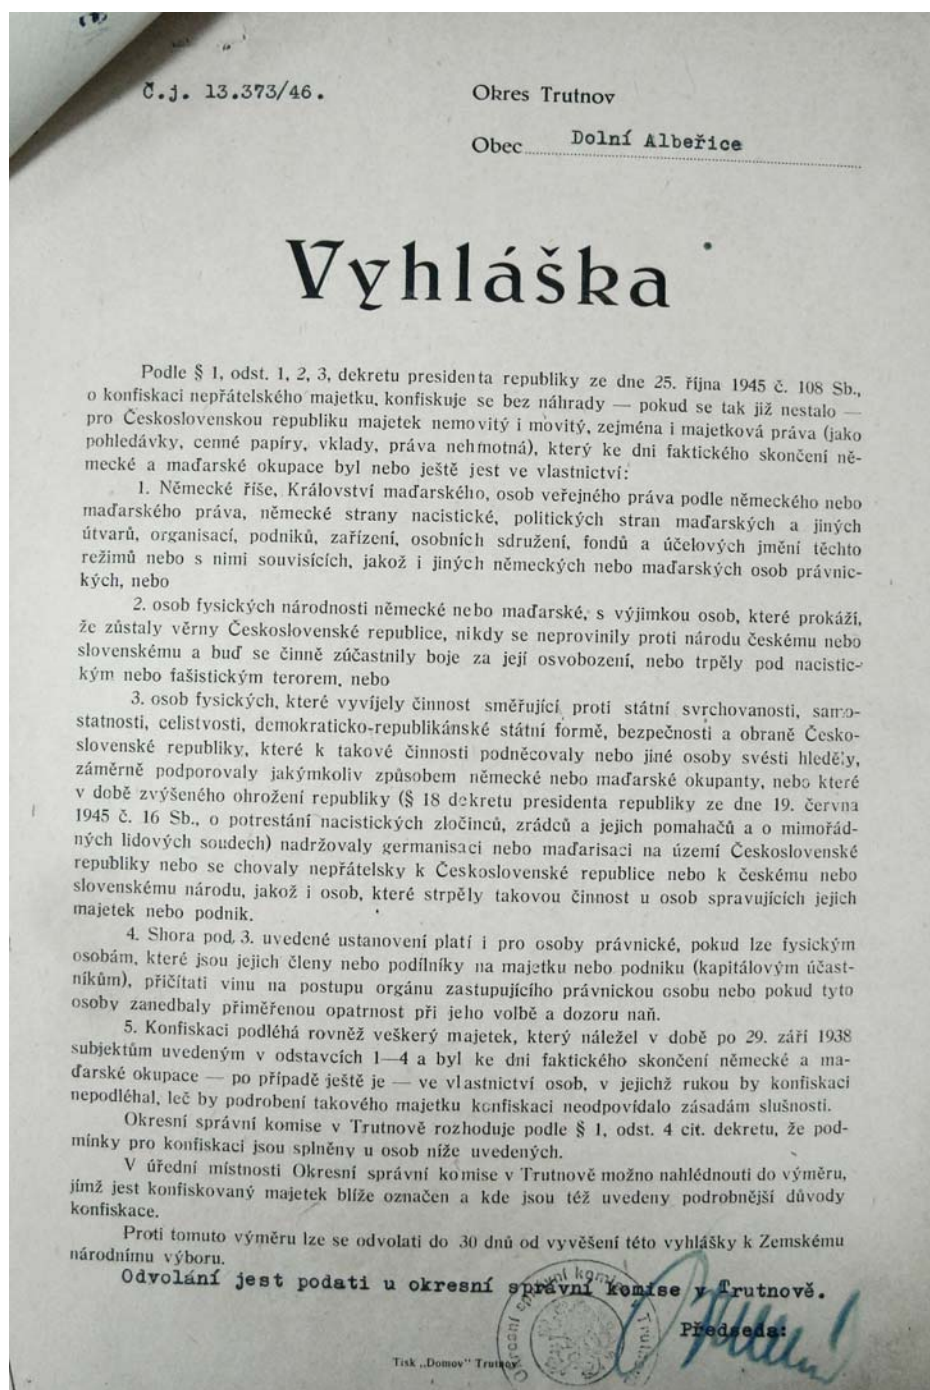 Č.j. 13.373/46.
Okres Trutnov
Obec Dolní Albeřice
Vyhláška
Podle § 1, odst. 1, 2, 3, dekretu presidenta republiky ze dne 25. října 1945 č. 108 Sb.,
o konfiskaci nepřátelského majetku, konfiskuje se bez náhrady — pokud se tak již nestalo —
pro Československou republiku majetek nemovitý i movitý, zejména i majetková práva (jako
pohledávky, cenné papíry, vklady, práva nehmotná), který ke dni faktického skončení ně-
mecké a maďarské okupace byl nebo ještě jest ve vlastnictví:
1. Německé říše, Království maďarského, osob veřejného práva podle německého nebo
maďarského práva, německé strany nacistické, politických stran maďarských a jiných
útvarů, organisací, podniků, zařízení, osobních sdružení, fondů a účelových jmění těchto
režimů nebo s nimi souvisících, jakož i jiných německých nebo maďarských osob právnic-
kých, nebo
2. osob fysických národnosti německé nebo maďarské, s výjimkou osob, které prokáží,
že zůstaly věrny Československé republice, nikdy se neprovinily proti národu českému nebo
slovenskému a buď se činně zúčastnily boje za její osvobození, nebo trpěly pod nacistic-
kým nebo fašistickým terorem, nebo
3. osob fysických, které vyvíjely činnost směřující proti státní svrchovanosti, samo-
statnosti, celistvosti, demokraticko-republikánské státní formě, bezpečnosti a obraně Česko-
slovenské republiky, které k takové činnosti podněcovaly nebo jiné osoby svésti hleděly,
záměrně podporovaly jakýmkoliv způsobem německé nebo maďarské okupanty, nebo které
v době zvýšeného ohrožení republiky (§ 18 dekretu presidenta republiky ze dne 19. června
1945 č. 16 Sb., o potrestání nacistických zločinců, zrádců a jejich pomahačů a o mimořád-
ných lidových soudech) nadržovaly germanisaci nebo maďarisaci na území Československé
republiky nebo se chovaly nepřátelsky k Československé republice nebo k českému nebo
slovenskému národu, jakož i osob, které strpěly takovou činnost u osob spravujících jejich
majetek nebo podnik.
4. Shora pod 3. uvedené ustanovení platí i pro osoby právnické, pokud lze fysickým
osobám, které jsou jejich členy nebo podílníky na majetku nebo podniku (kapitálovým účast-
níkům), přičítati vinu na postupu orgánu zastupujícího právnickou osobu nebo pokud tyto
osoby zanedbaly přiměřenou opatrnost při jeho volbě a dozoru naň.
5. Konfiskaci podléhá rovněž veškerý majetek, který náležel v době po 29. září 1938
subjektům uvedeným v odstavcích 1—4 a byl ke dni faktického skončení německé a ma-
ďarské okupace — po případě ještě je — ve vlastnictví osob, v jejichž rukou by konfiskaci
nepodléhal, leč by podrobení takového majetku konfiskaci neodpovídalo zásadám slušnosti.
Okresní správní komise v Trutnově rozhoduje podle § 1, odst. 4 cit. dekretu, že pod-
mínky pro konfiskaci jsou splněny u osob níže uvedených.
V úřední místnosti Okresní správní komise v Trutnově možno nahlédnouti do výměru,
jímž jest konfiskovaný majetek blíže označen a kde jsou též uvedeny podrobnější důvody
konfiskace.
Proti tomuto výměru lze se odvolati do 30 dnů od vyvěšení této vyhlášky k Zemskému
národnímu výboru.
Odvolání jest podati u okresní správní komise v Trutnově.
Předseda:
Okresní správní komise
Tisk „Domov" Trutnov